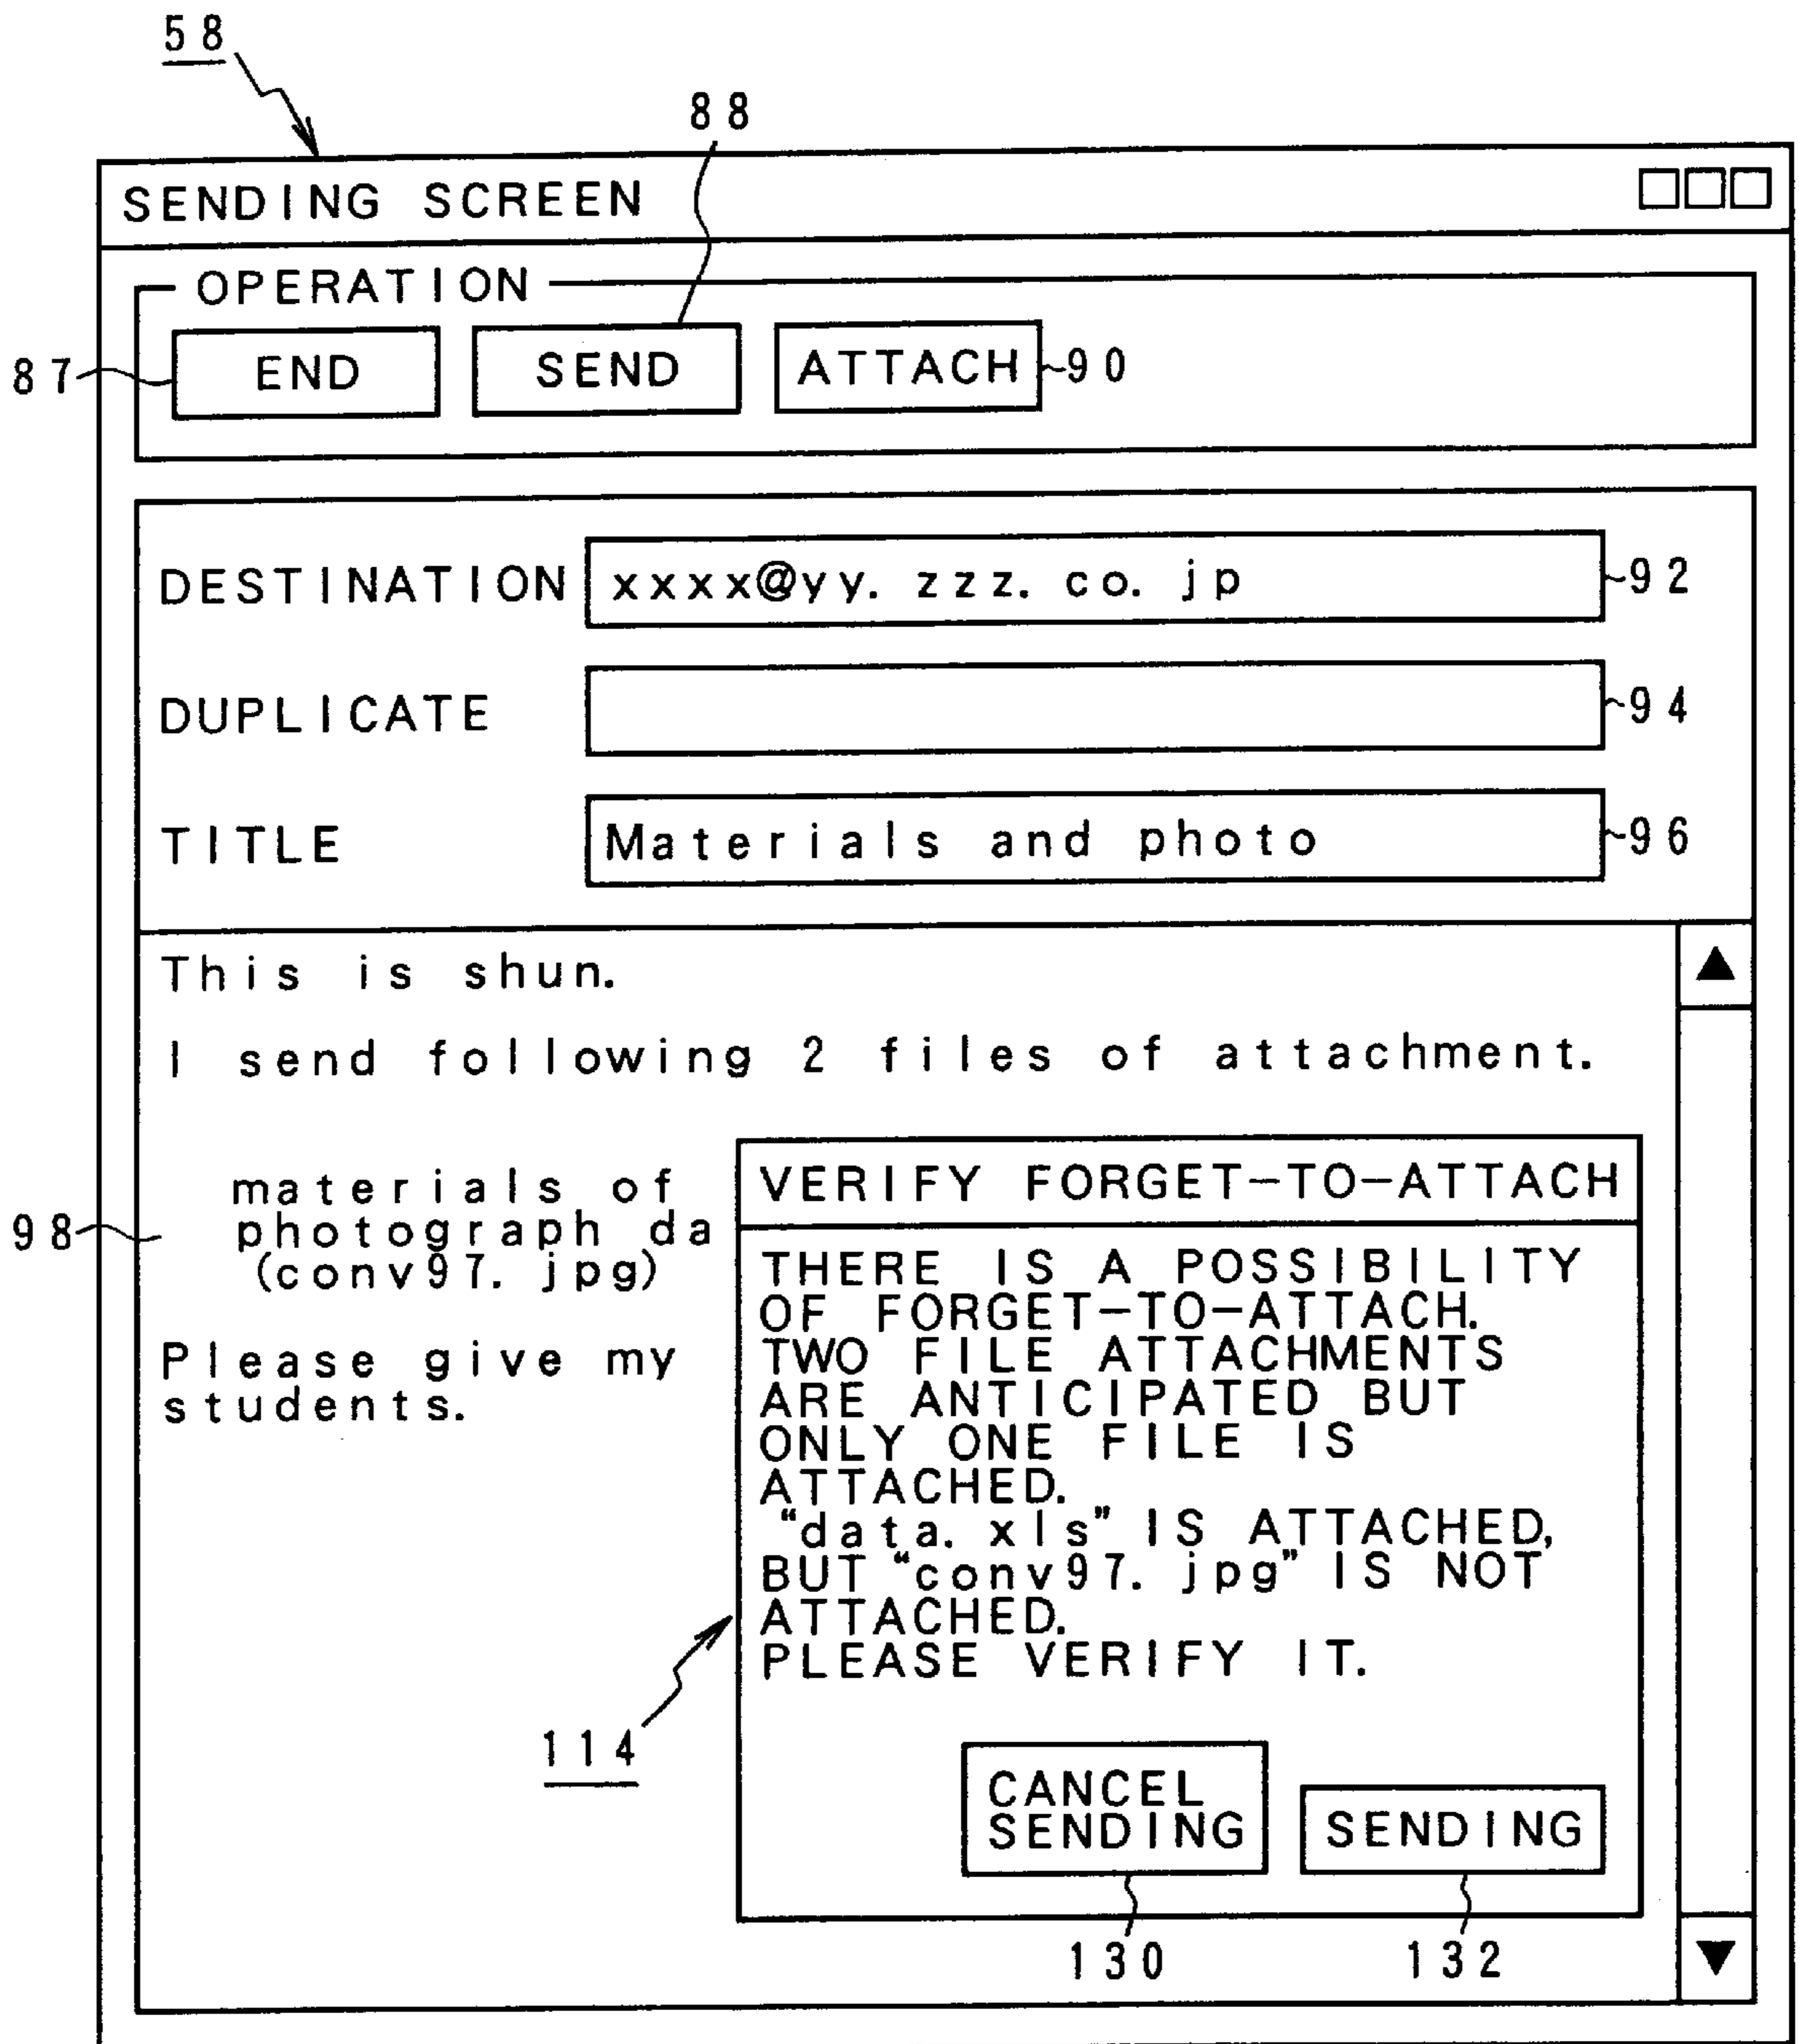 58
88
SENDING SCREEN
OPERATION
87 END SEND ATTACH 90
DESTINATION xxxx@yy.zzz.co.jp 92
DUPLICATE 94
TITLE Materials and photo 96
This is shun.
I send following 2 files of attachment.
materials of
photograph da
(conv97.jpg)
98
Please give my
students.
VERIFY FORGET-TO-ATTACH
THERE IS A POSSIBILITY
OF FORGET-TO-ATTACH.
TWO FILE ATTACHMENTS
ARE ANTICIPATED BUT
ONLY ONE FILE IS
ATTACHED.
“data.xls” IS ATTACHED,
BUT “conv97.jpg” IS NOT
ATTACHED.
PLEASE VERIFY IT.
114
CANCEL
SENDING
SENDING
130 132